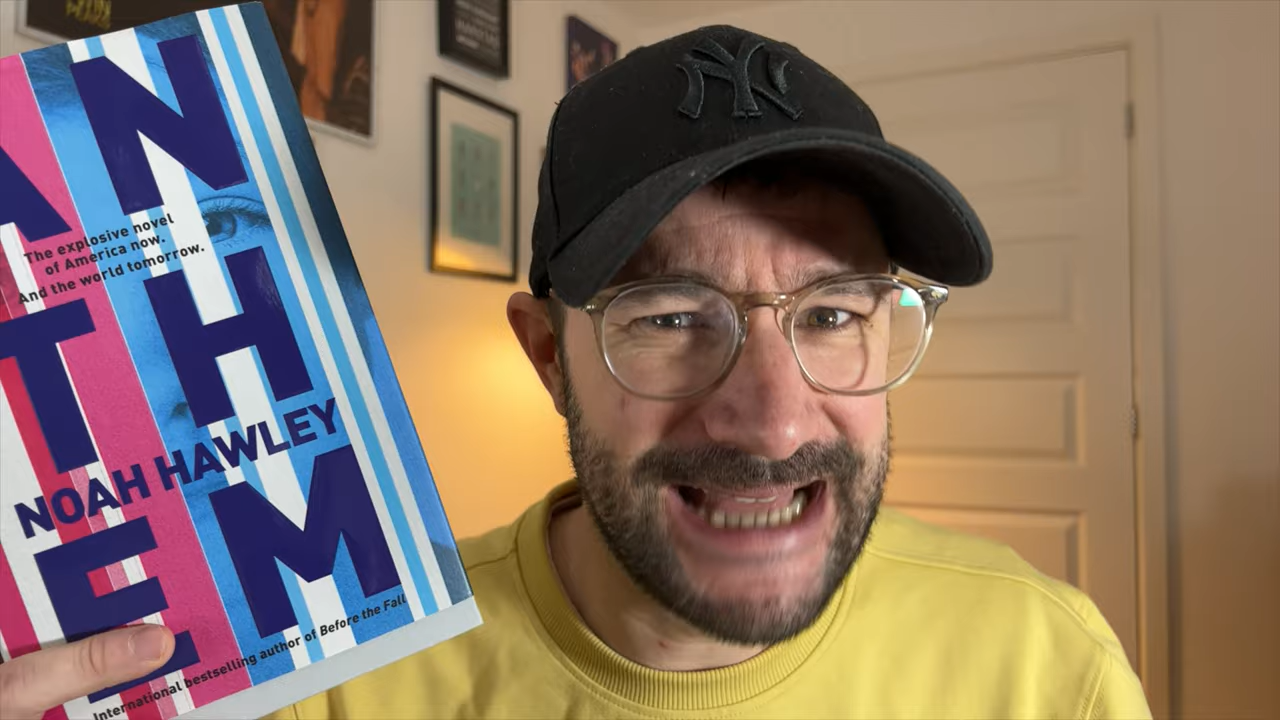 AN
The explosive novel
of America now.
And the world tomorrow.
TH
NOAH HAWLEY
EM
International bestselling author of Before the Fall
NY